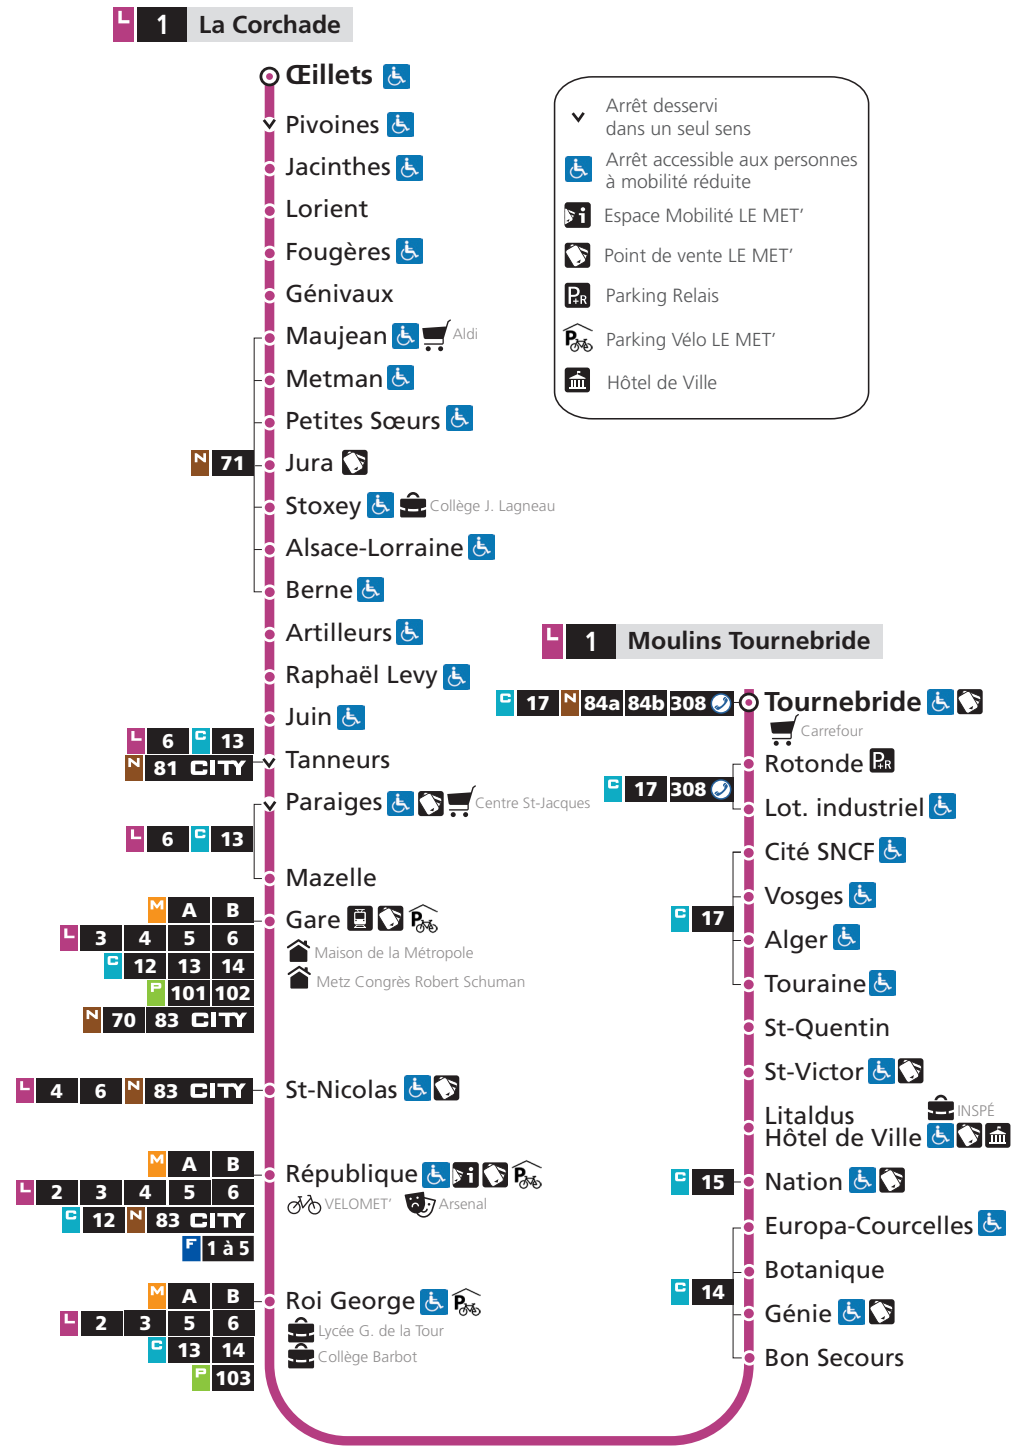 L 1 La Corchade
Œillets
Pivoines
Jacinthes
Lorient
Fougères
Génivaux
Maujean Aldi
Metman
Petites Sœurs
N 71 Jura
Stoxey Collège J. Lagneau
Alsace-Lorraine
Berne
Artilleurs
Raphaël Levy
Juin
L 6 C 13
N 81 CITY
Tanneurs
Paraiges Centre St-Jacques
L 6 C 13
Mazelle
M A B
L 3 4 5 6
C 12 13 14
P 101 102
N 70 83 CITY
Gare P
Maison de la Métropole
Metz Congrès Robert Schuman
L 4 6 N 83 CITY St-Nicolas
M A B
L 2 3 4 5 6
C 12 N 83 CITY
F 1 à 5
République i P
VELOMET' Arsenal
M A B
L 2 3 5 6
C 13 14
P 103
Roi George P
Lycée G. de la Tour
Collège Barbot
Arrêt desservi
dans un seul sens
Arrêt accessible aux personnes
à mobilité réduite
i Espace Mobilité LE MET'
Point de vente LE MET'
P+R Parking Relais
P Parking Vélo LE MET'
Hôtel de Ville
L 1 Moulins Tournebride
C 17 N 84a 84b 308 Tournebride
Carrefour
Rotonde P+R
C 17 308
Lot. industriel
Cité SNCF
Vosges
C 17
Alger
Touraine
St-Quentin
St-Victor
Litaldus INSPÉ
Hôtel de Ville
C 15 Nation
Europa-Courcelles
Botanique
C 14
Génie
Bon Secours